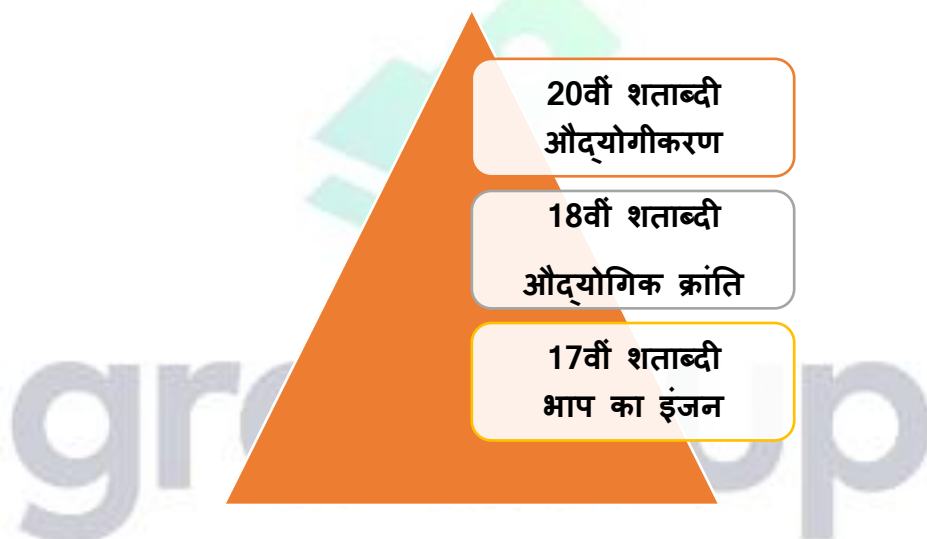 20वीं शताब्दी
औद्योगीकरण
18वीं शताब्दी
औद्योगिक क्रांति
17वीं शताब्दी
भाप का इंजन